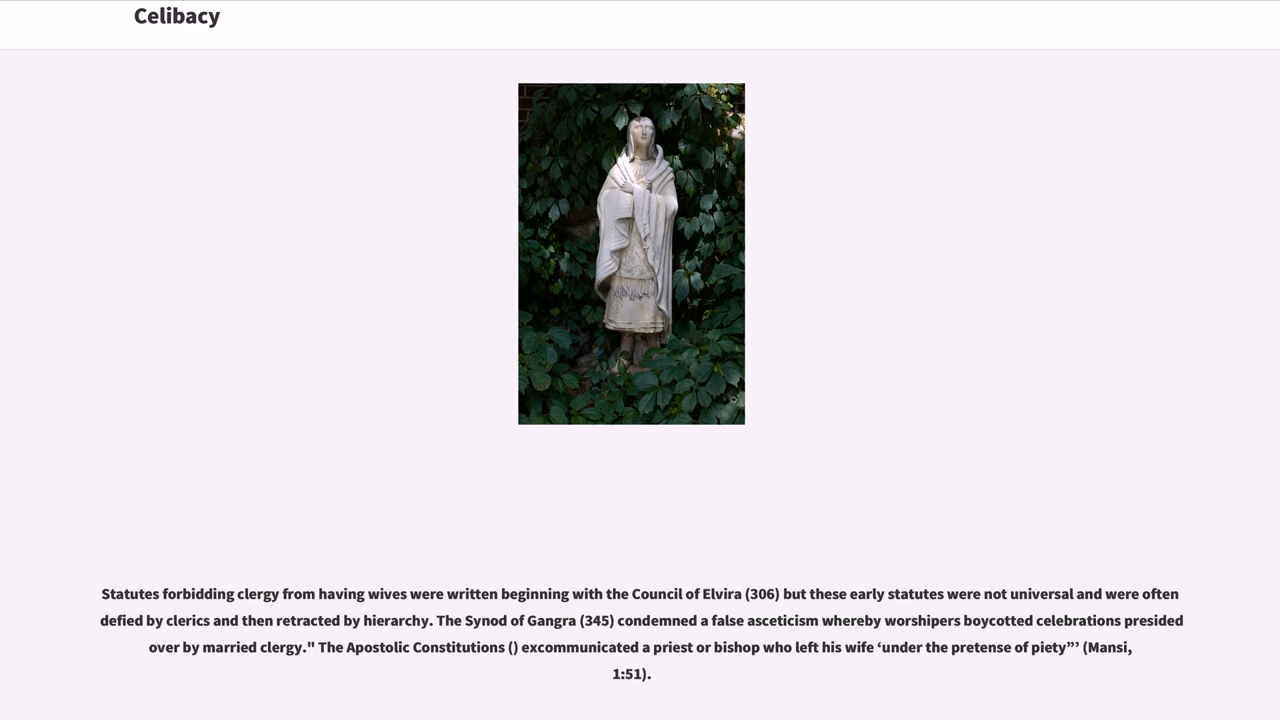 Celibacy
Statutes forbidding clergy from having wives were written beginning with the Council of Elvira (306) but these early statutes were not universal and were often
defied by clerics and then retracted by hierarchy. The Synod of Gangra (345) condemned a false asceticism whereby worshipers boycotted celebrations presided
over by married clergy." The Apostolic Constitutions () excommunicated a priest or bishop who left his wife ‘under the pretense of piety”’ (Mansi,
1:51).